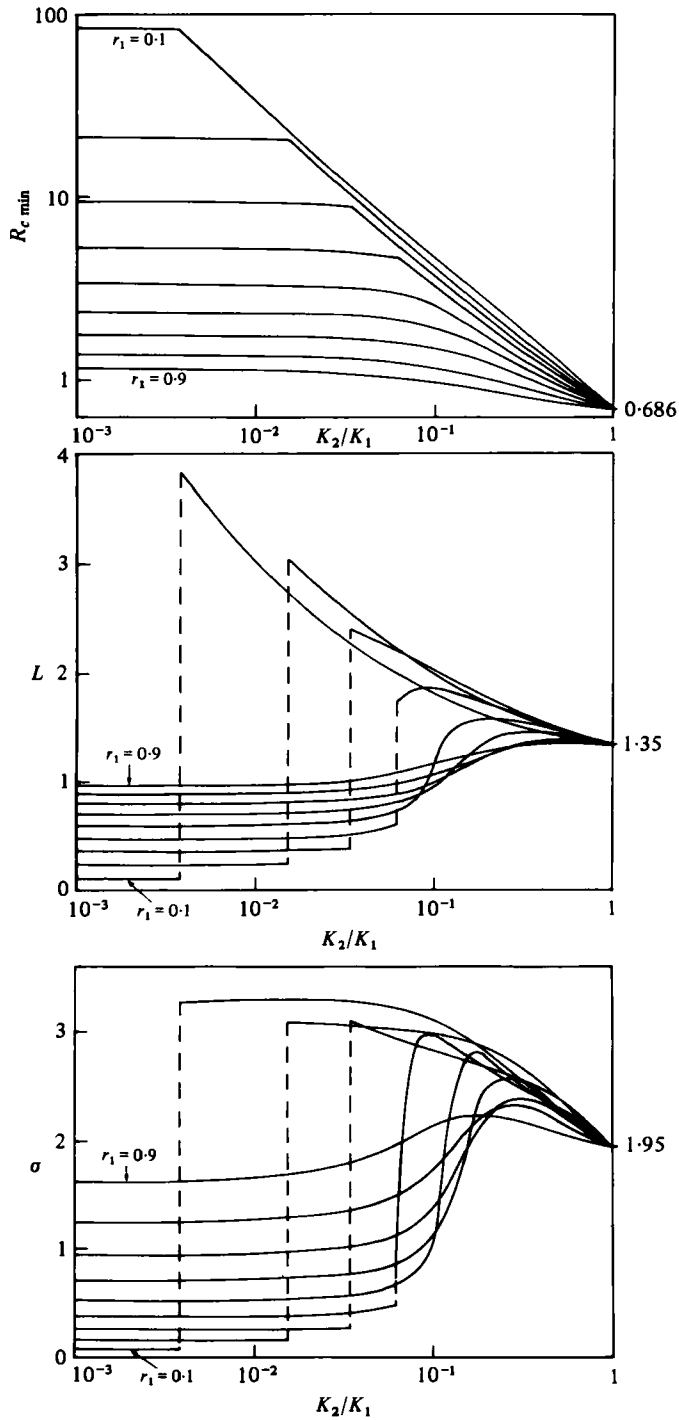 100
r₁ = 0·1
10
R_c min
1
r₁ = 0·9
0·686
10⁻³ 10⁻² K₂/K₁ 10⁻¹ 1
4
3
L 2
r₁ = 0·9
1·35
1
0
r₁ = 0·1
10⁻³ 10⁻² 10⁻¹ 1
K₂/K₁
3
2
1·95
r₁ = 0·9
σ
1
0
r₁ = 0·1
10⁻³ 10⁻² 10⁻¹ 1
K₂/K₁